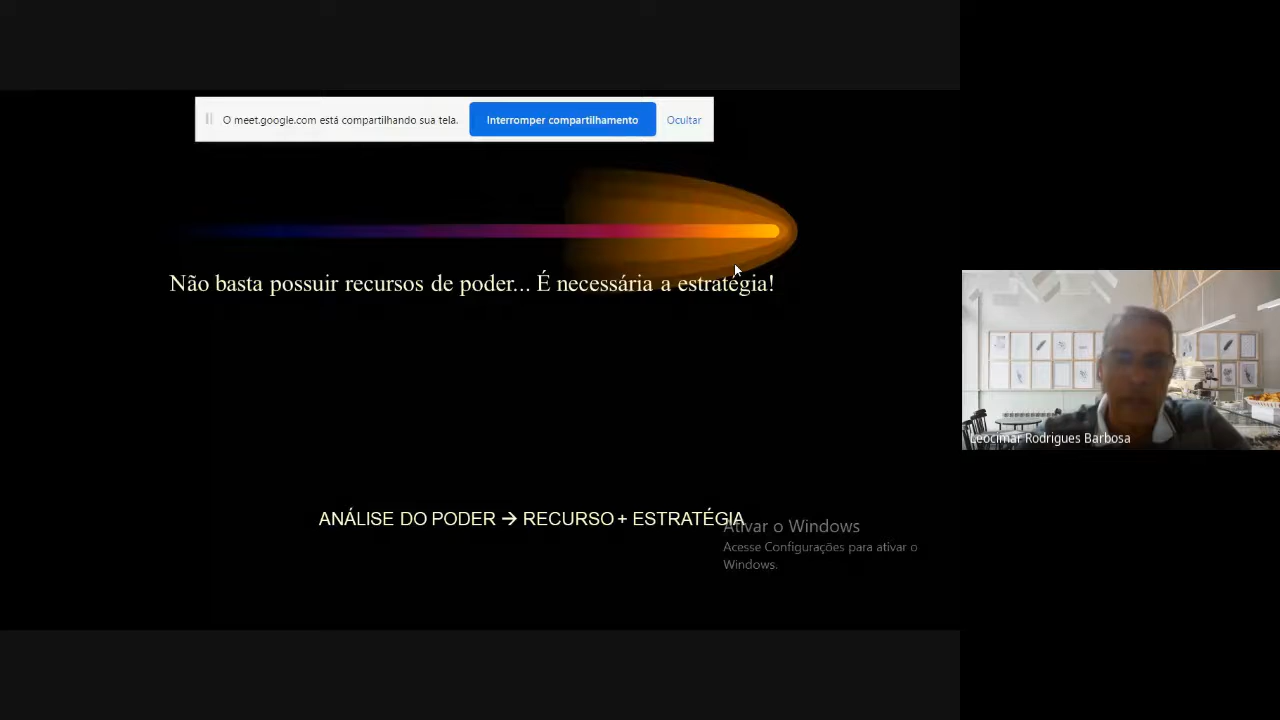 O meet.google.com está compartilhando sua tela. Interromper compartilhamento Ocultar
Não basta possuir recursos de poder... É necessária a estratégia!
Leocimar Rodrigues Barbosa
ANÁLISE DO PODER → RECURSO + ESTRATÉGIA
Ativar o Windows
Acesse Configurações para ativar o
Windows.